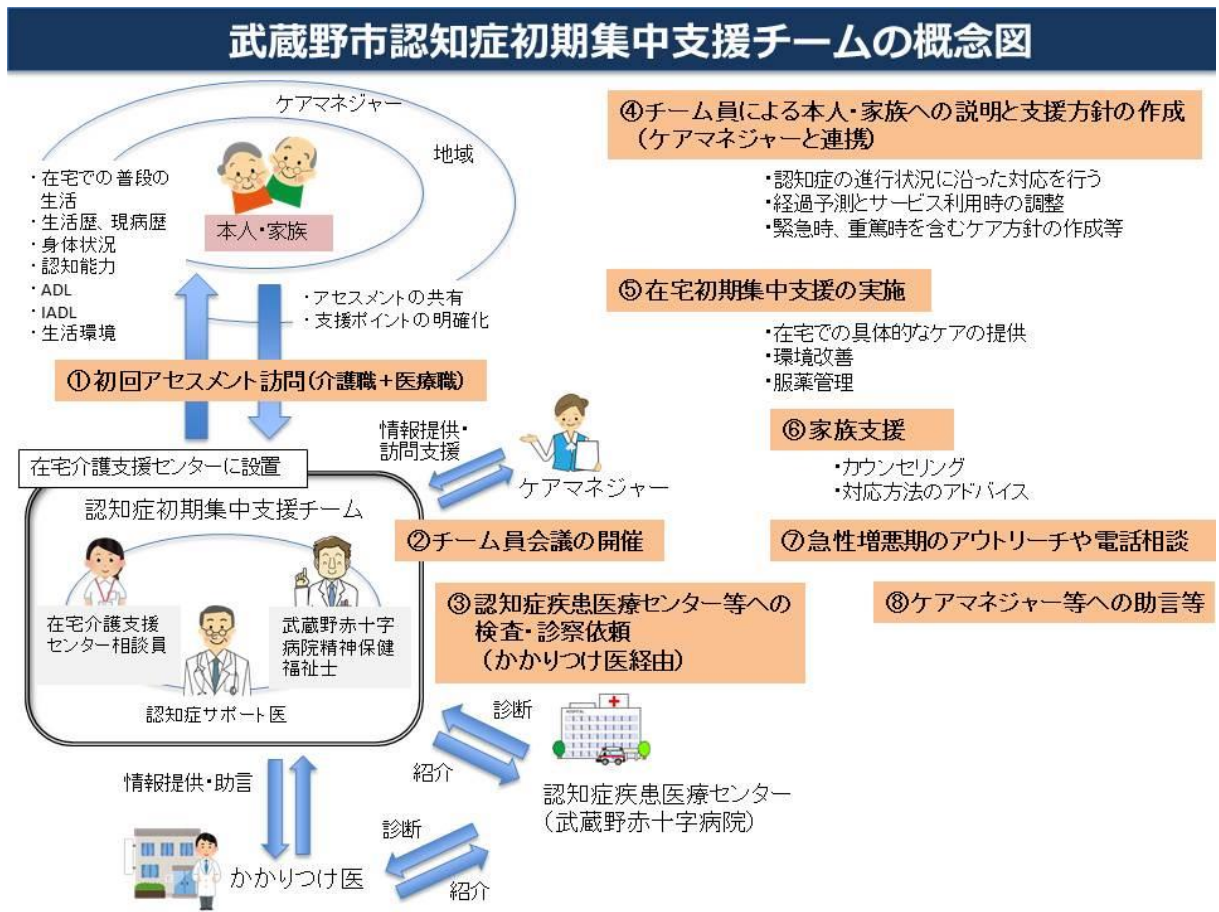 武蔵野市認知症初期集中支援チームの概念図
ケアマネジャー
地域
本人・家族
・在宅での普段の
生活
・生活歴、現病歴
・身体状況
・認知能力
・ADL
・IADL
・生活環境
・アセスメントの共有
・支援ポイントの明確化
①初回アセスメント訪問(介護職+医療職)
情報提供・
訪問支援
ケアマネジャー
在宅介護支援センターに設置
認知症初期集中支援チーム
在宅介護支援
センター相談員
武蔵野赤十字
病院精神保健
福祉士
認知症サポート医
②チーム員会議の開催
③認知症疾患医療センター等への
検査・診察依頼
(かかりつけ医経由)
診断
紹介
HOSPITAL
認知症疾患医療センター
(武蔵野赤十字病院)
情報提供・助言
かかりつけ医
診断
紹介
④チーム員による本人・家族への説明と支援方針の作成
(ケアマネジャーと連携)
・認知症の進行状況に沿った対応を行う
・経過予測とサービス利用時の調整
・緊急時、重篤時を含むケア方針の作成等
⑤在宅初期集中支援の実施
・在宅での具体的なケアの提供
・環境改善
・服薬管理
⑥家族支援
・カウンセリング
・対応方法のアドバイス
⑦急性増悪期のアウトリーチや電話相談
⑧ケアマネジャー等への助言等